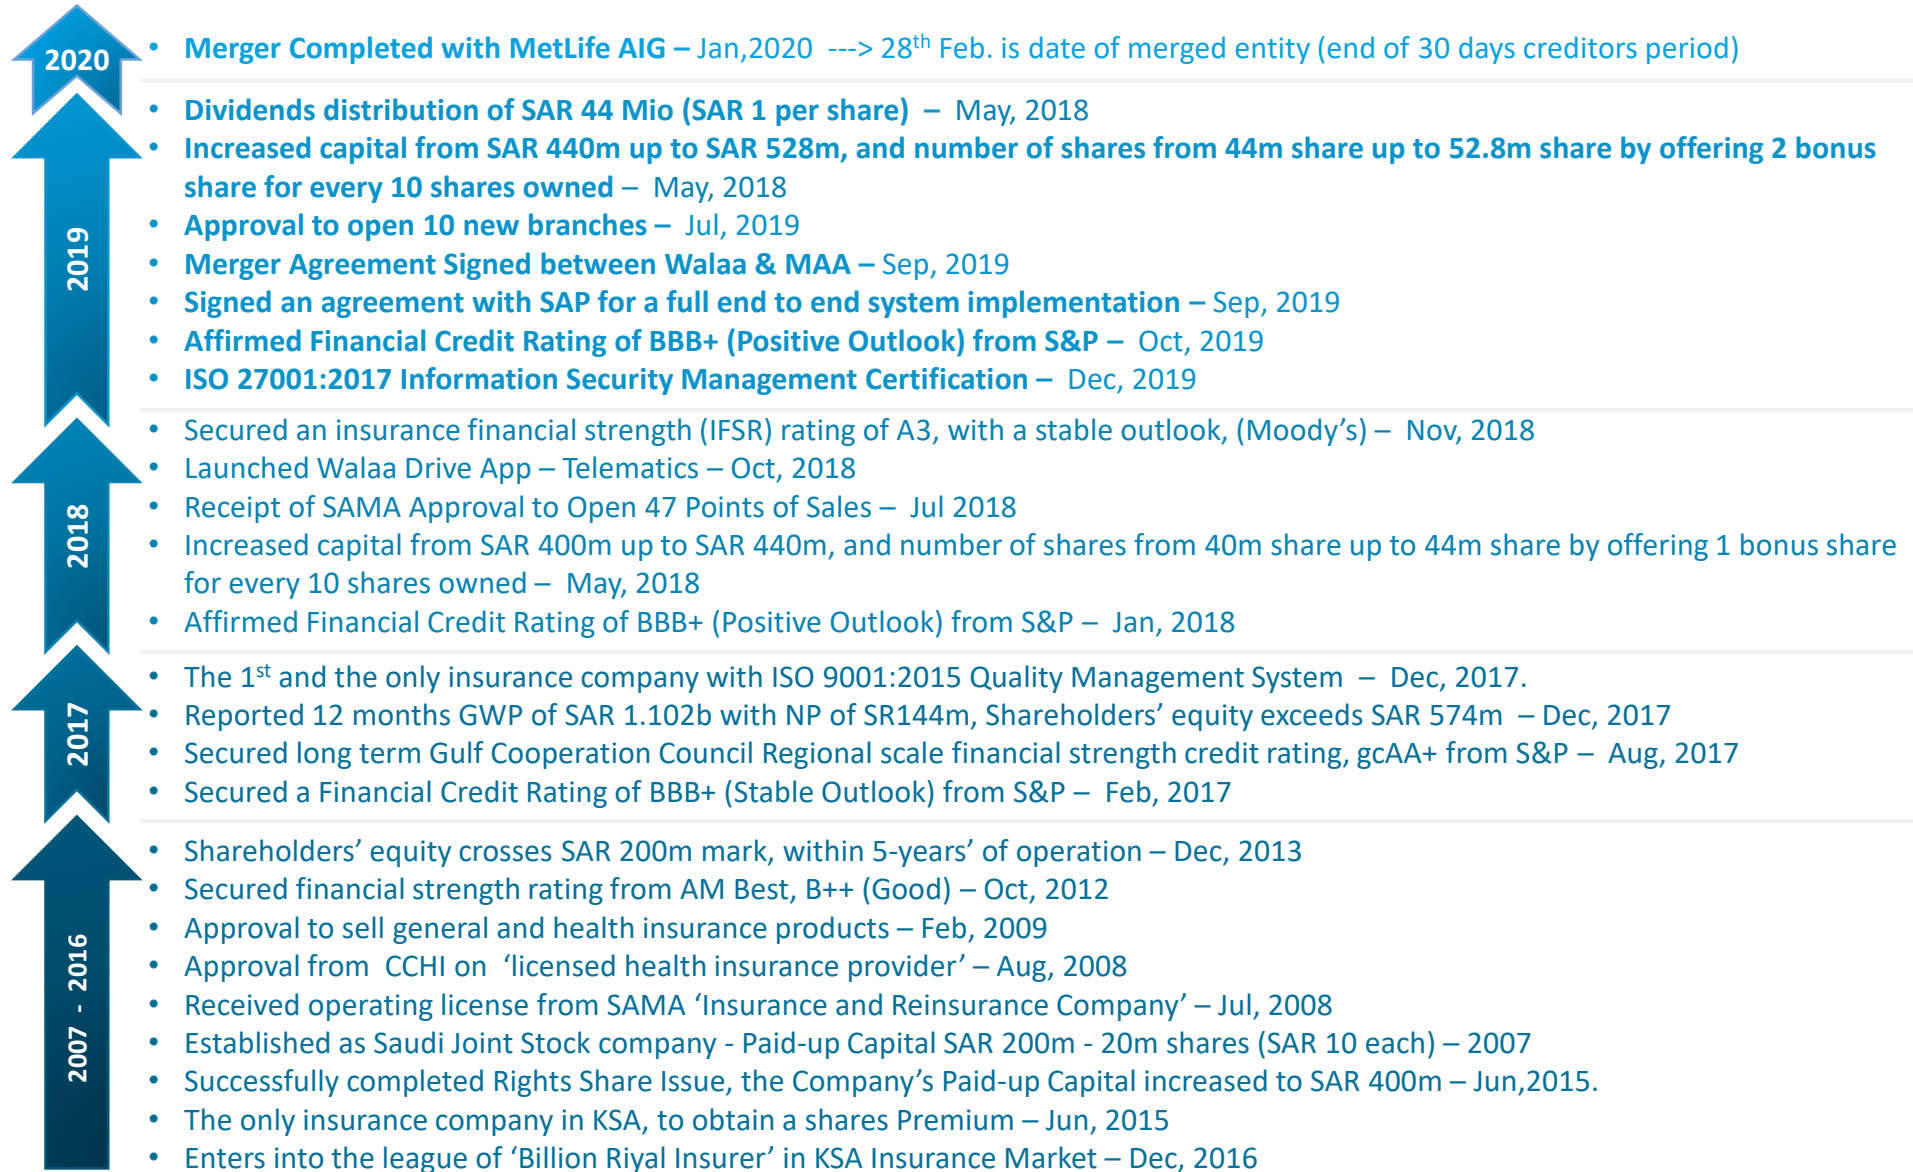 2020
• Merger Completed with MetLife AIG – Jan,2020 ---> 28th Feb. is date of merged entity (end of 30 days creditors period)
2019
• Dividends distribution of SAR 44 Mio (SAR 1 per share) – May, 2018
• Increased capital from SAR 440m up to SAR 528m, and number of shares from 44m share up to 52.8m share by offering 2 bonus
share for every 10 shares owned – May, 2018
• Approval to open 10 new branches – Jul, 2019
• Merger Agreement Signed between Walaa & MAA – Sep, 2019
• Signed an agreement with SAP for a full end to end system implementation – Sep, 2019
• Affirmed Financial Credit Rating of BBB+ (Positive Outlook) from S&P – Oct, 2019
• ISO 27001:2017 Information Security Management Certification – Dec, 2019
2018
• Secured an insurance financial strength (IFSR) rating of A3, with a stable outlook, (Moody’s) – Nov, 2018
• Launched Walaa Drive App – Telematics – Oct, 2018
• Receipt of SAMA Approval to Open 47 Points of Sales – Jul 2018
• Increased capital from SAR 400m up to SAR 440m, and number of shares from 40m share up to 44m share by offering 1 bonus share
for every 10 shares owned – May, 2018
• Affirmed Financial Credit Rating of BBB+ (Positive Outlook) from S&P – Jan, 2018
2017
• The 1st and the only insurance company with ISO 9001:2015 Quality Management System – Dec, 2017.
• Reported 12 months GWP of SAR 1.102b with NP of SR144m, Shareholders’ equity exceeds SAR 574m – Dec, 2017
• Secured long term Gulf Cooperation Council Regional scale financial strength credit rating, gcAA+ from S&P – Aug, 2017
• Secured a Financial Credit Rating of BBB+ (Stable Outlook) from S&P – Feb, 2017
2007 - 2016
• Shareholders’ equity crosses SAR 200m mark, within 5-years’ of operation – Dec, 2013
• Secured financial strength rating from AM Best, B++ (Good) – Oct, 2012
• Approval to sell general and health insurance products – Feb, 2009
• Approval from CCHI on ‘licensed health insurance provider’ – Aug, 2008
• Received operating license from SAMA ‘Insurance and Reinsurance Company’ – Jul, 2008
• Established as Saudi Joint Stock company - Paid-up Capital SAR 200m - 20m shares (SAR 10 each) – 2007
• Successfully completed Rights Share Issue, the Company’s Paid-up Capital increased to SAR 400m – Jun,2015.
• The only insurance company in KSA, to obtain a shares Premium – Jun, 2015
• Enters into the league of ‘Billion Riyal Insurer’ in KSA Insurance Market – Dec, 2016